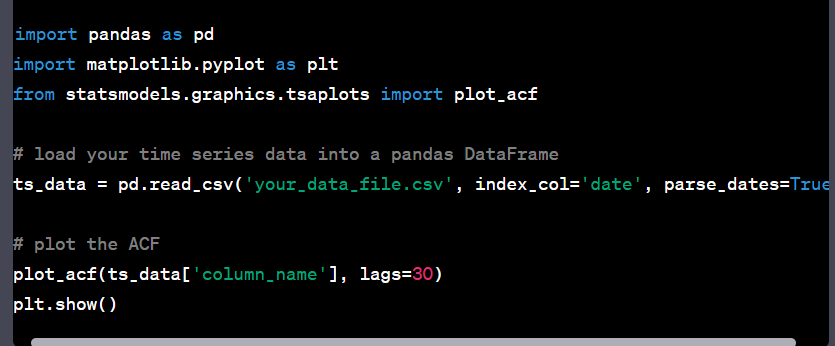 import pandas as pd
import matplotlib.pyplot as plt
from statsmodels.graphics.tsaplots import plot_acf
# load your time series data into a pandas DataFrame
ts_data = pd.read_csv('your_data_file.csv', index_col='date', parse_dates=True
# plot the ACF
plot_acf(ts_data['column_name'], lags=30)
plt.show()